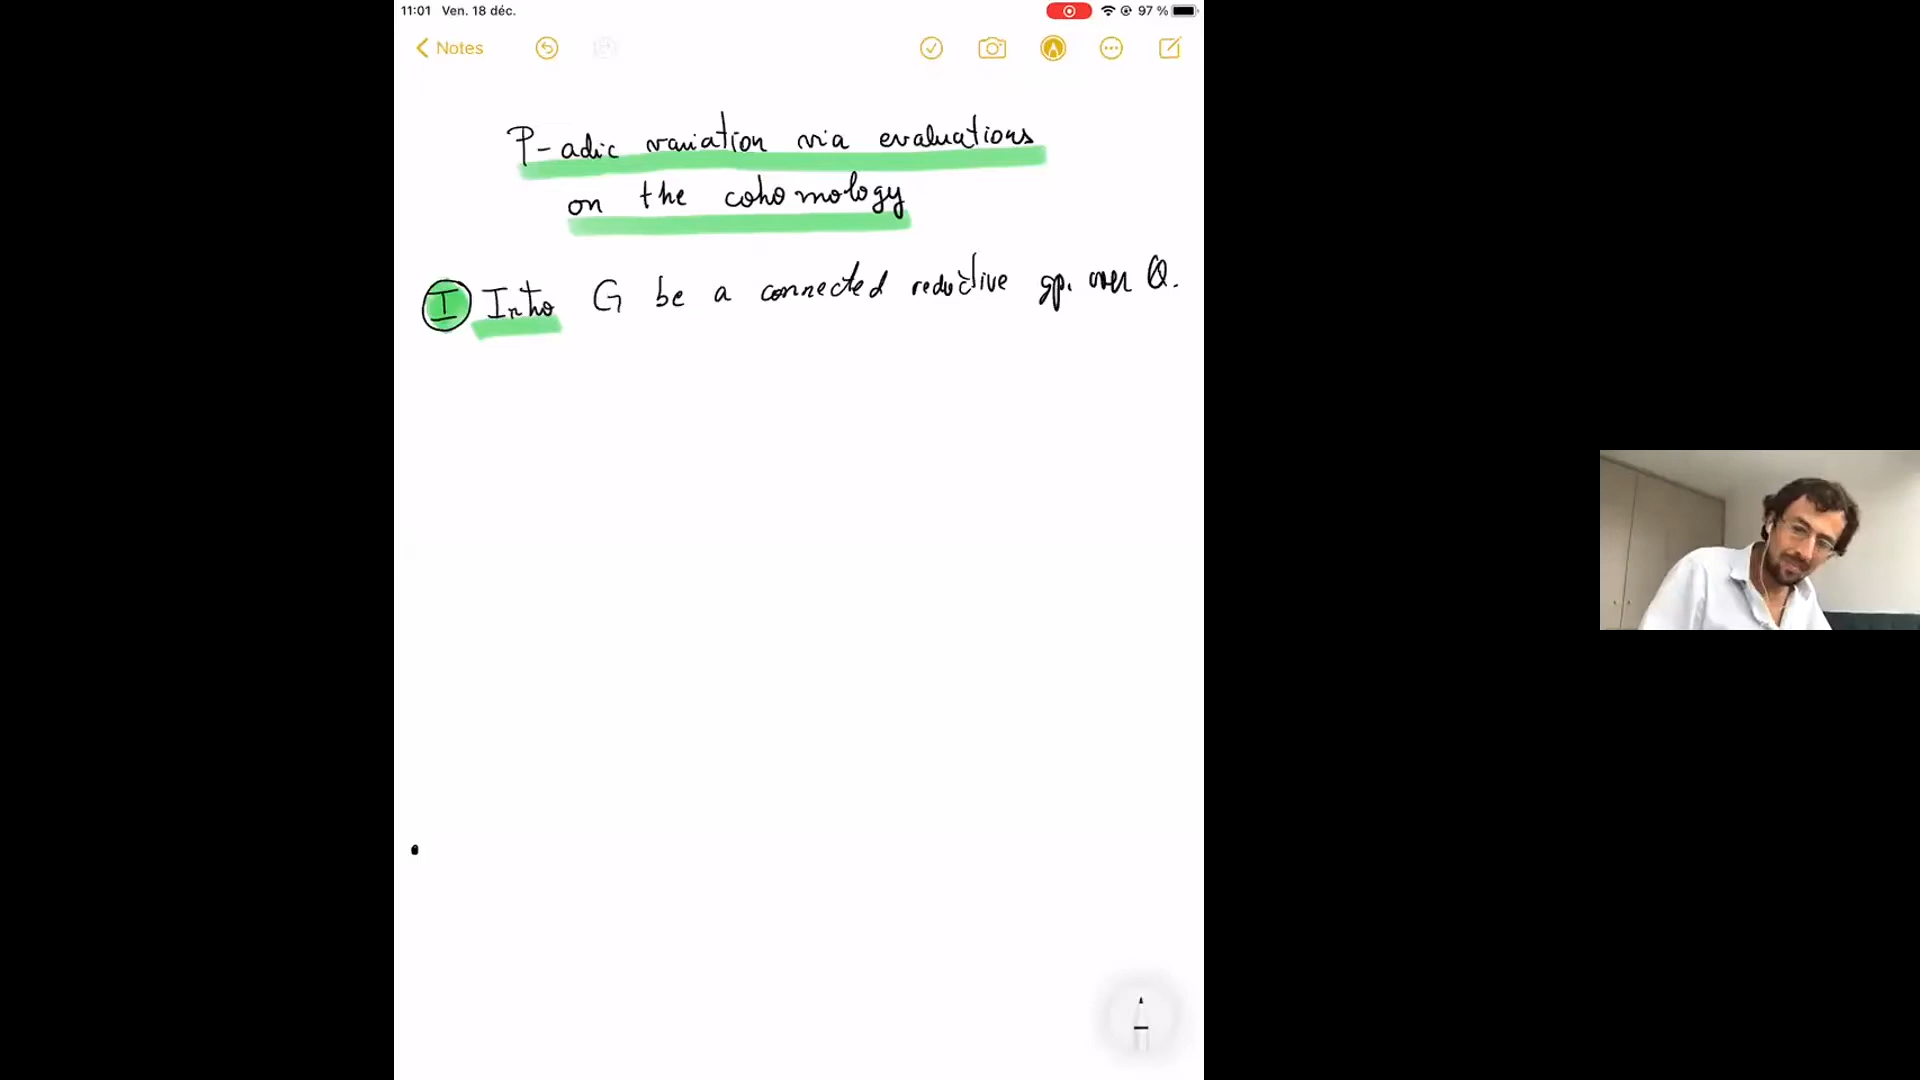 11:01 Ven. 18 déc. 97 %
Notes
P-adic variation via evaluations
on the cohomology
I Intro G be a connected reductive gp. over Q.